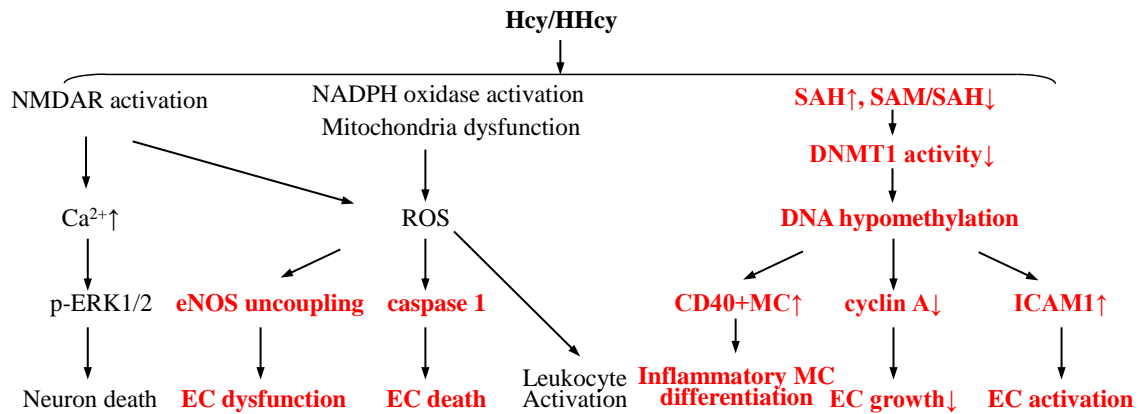 Hcy/HHcy
NMDAR activation
NADPH oxidase activation
Mitochondria dysfunction
SAH↑, SAM/SAH↓
DNMT1 activity↓
Ca²⁺↑
ROS
DNA hypomethylation
p-ERK1/2
eNOS uncoupling
caspase 1
CD40+MC↑
cyclin A↓
ICAM1↑
Neuron death
EC dysfunction
EC death
Leukocyte
Activation
Inflammatory MC
differentiation
EC growth↓
EC activation